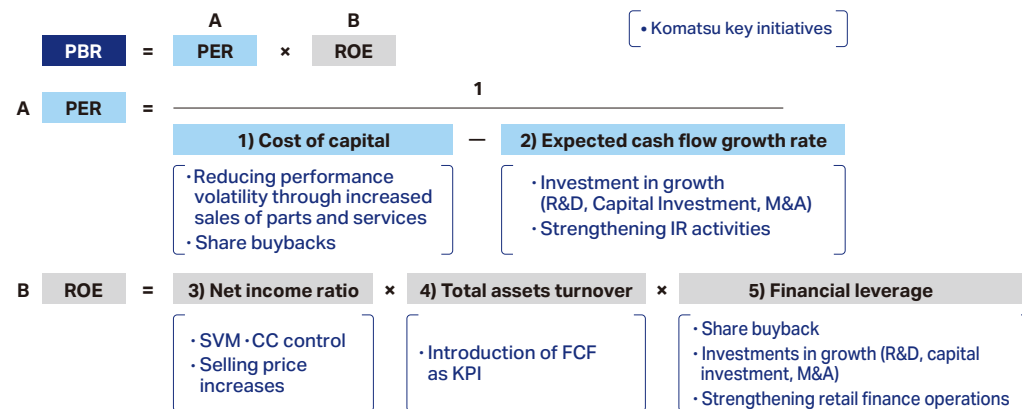 A B
PBR = PER × ROE
• Komatsu key initiatives
A PER = 1
1) Cost of capital — 2) Expected cash flow growth rate
・Reducing performance
volatility through increased
sales of parts and services
・Share buybacks
・Investment in growth
(R&D, Capital Investment, M&A)
・Strengthening IR activities
B ROE = 3) Net income ratio × 4) Total assets turnover × 5) Financial leverage
・SVM・CC control
・Selling price
increases
・Introduction of FCF
as KPI
・Share buyback
・Investments in growth (R&D, capital
investment, M&A)
・Strengthening retail finance operations